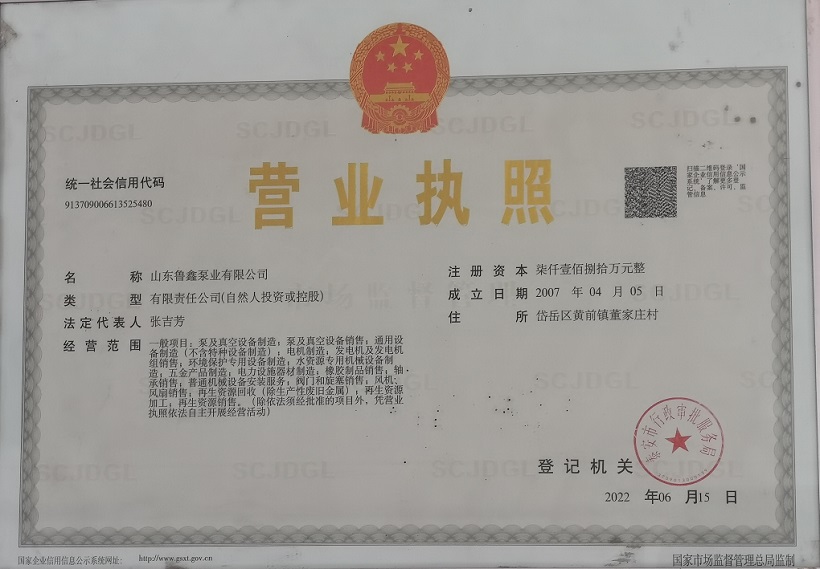 统一社会信用代码
913709006613525480
营业执照
扫描二维码登录'国
家企业信用信息公示
系统'了解更多登
记、备案、许可、监
管信息
名称 山东鲁鑫泵业有限公司
类型 有限责任公司(自然人投资或控股)
法定代表人 张吉芳
经营范围 一般项目：泵及真空设备制造；泵及真空设备销售；通用设
备制造（不含特种设备制造）；电机制造；发电机及发电机
组销售；环境保护专用设备制造；水资源专用机械设备制
造；五金产品制造；电力设施器材制造；橡胶制品销售；轴
承销售；普通机械设备安装服务；阀门和旋塞销售；风机、
风扇销售；再生资源回收（除生产性废旧金属）；再生资源
加工；再生资源销售。（除依法须经批准的项目外，凭营业
执照依法自主开展经营活动）
注册资本 柒仟壹佰捌拾万元整
成立日期 2007 年 04 月 05 日
住所 岱岳区黄前镇董家庄村
登记机关
泰安市行政审批服务局
2022 年06 月15 日
国家企业信用信息公示系统网址： http://www.gsxt.gov.cn
国家市场监督管理总局监制
SCJDGL